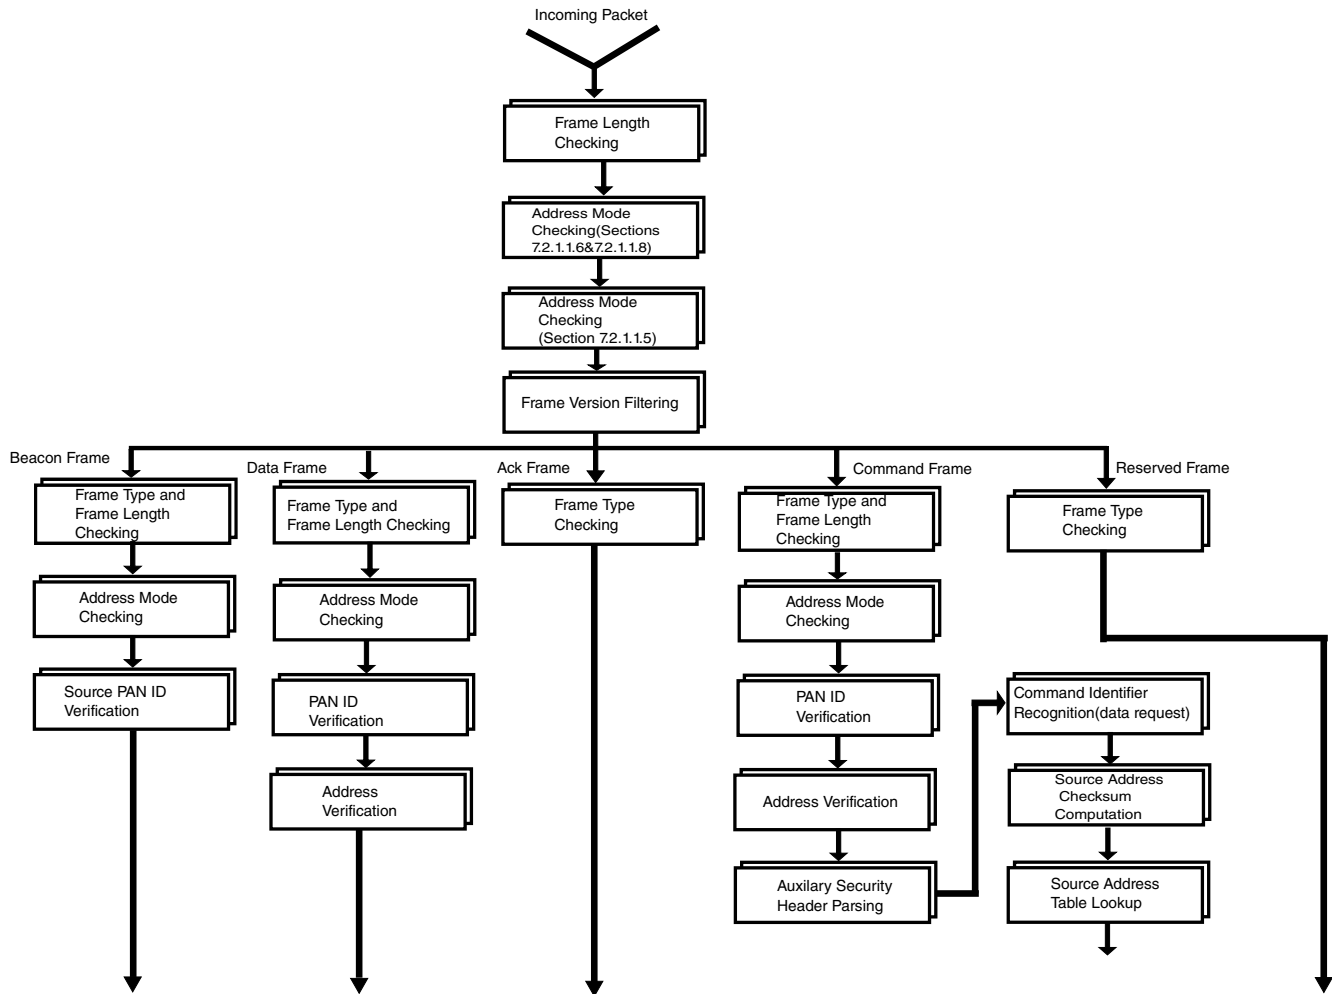 Incoming Packet
Frame Length
Checking
Address Mode
Checking(Sections
7.2.1.1.6&7.2.1.1.8)
Address Mode
Checking
(Section 7.2.1.1.5)
Frame Version Filtering
Beacon Frame
Data Frame
Ack Frame
Command Frame
Reserved Frame
Frame Type and
Frame Length
Checking
Address Mode
Checking
Source PAN ID
Verification
Frame Type and
Frame Length Checking
Address Mode
Checking
PAN ID
Verification
Address
Verification
Frame Type
Checking
Frame Type and
Frame Length
Checking
Address Mode
Checking
PAN ID
Verification
Address Verification
Auxilary Security
Header Parsing
Frame Type
Checking
Command Identifier
Recognition(data request)
Source Address
Checksum
Computation
Source Address
Table Lookup